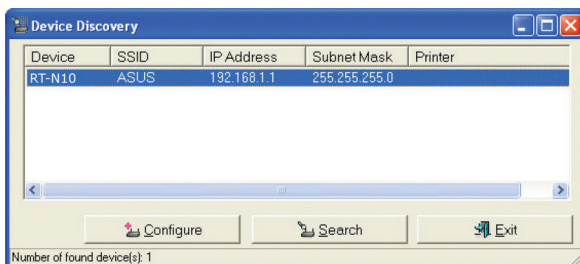 Device Discovery
Device SSID IP Address Subnet Mask Printer
RT-N10 ASUS 192.168.1.1 255.255.255.0
Configure Search Exit
Number of found device(s): 1